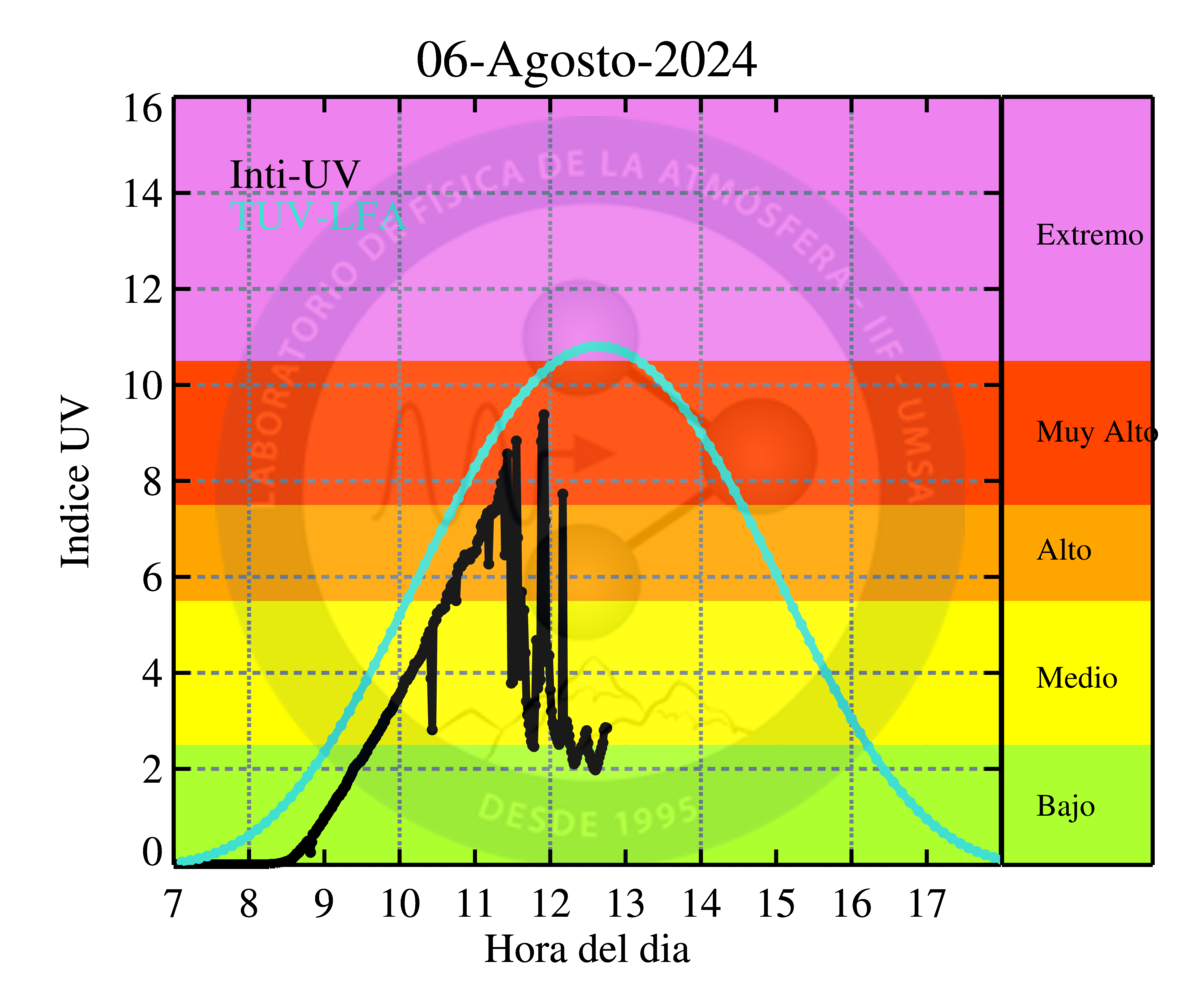 06-Agosto-2024
16
14
12
10
8
6
4
2
0
Indice UV
Inti-UV
TUV-LFA
LABORATORIO DE FÍSICA DE LA ATMÓSFERA - IIF - UMSA
DESDE 1995
Extremo
Muy Alto
Alto
Medio
Bajo
7 8 9 10 11 12 13 14 15 16 17
Hora del dia